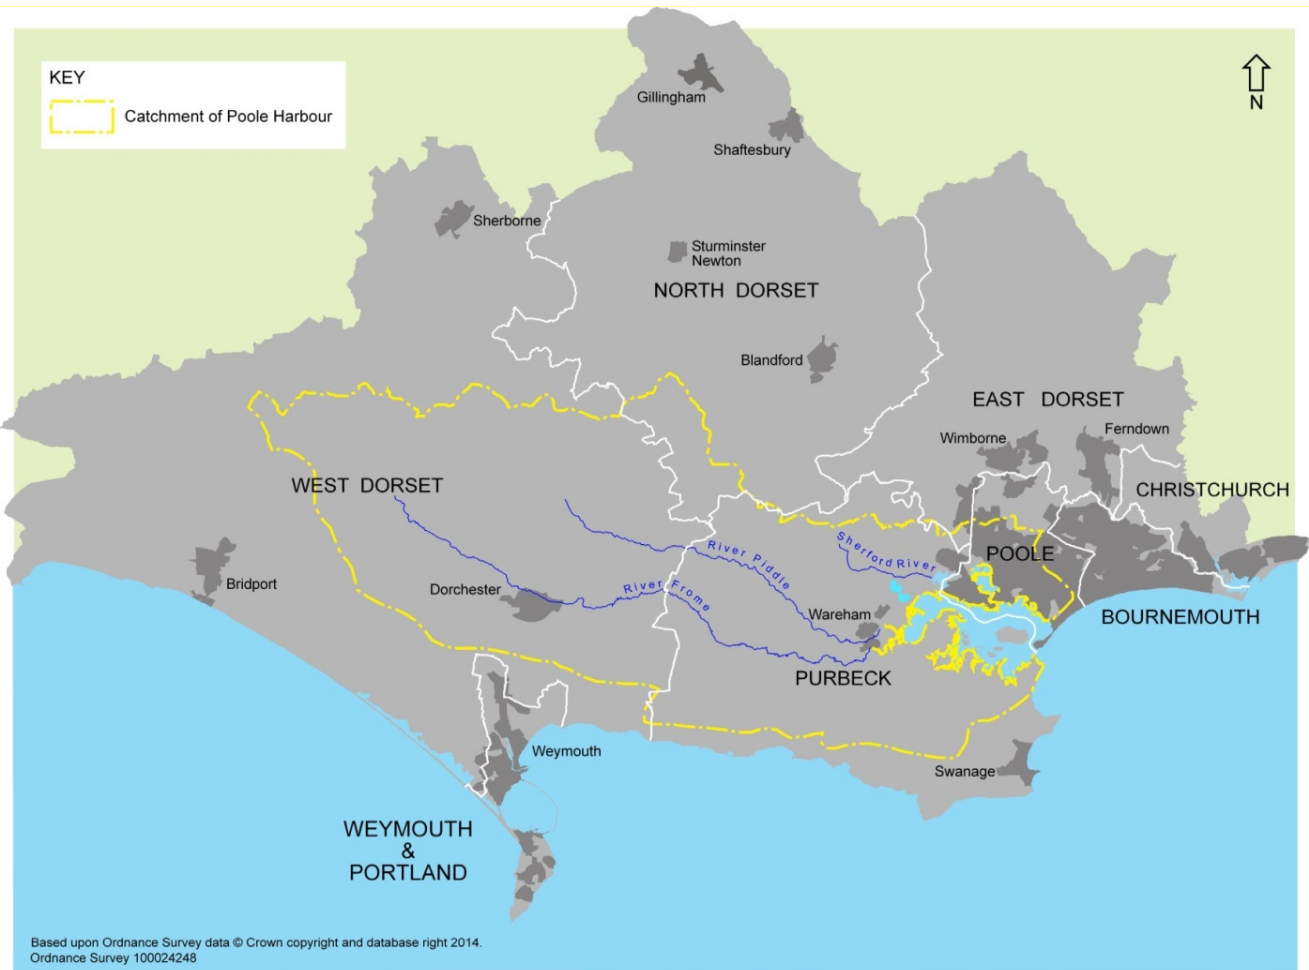 KEY
Catchment of Poole Harbour
N
Gillingham
Shaftesbury
Sherborne
Sturminster
Newton
NORTH DORSET
Blandford
EAST DORSET
Wimborne
Ferndown
WEST DORSET
CHRISTCHURCH
POOLE
Sherford River
River Piddle
River Frome
Bridport
Dorchester
Wareham
BOURNEMOUTH
PURBECK
Weymouth
Swanage
WEYMOUTH
&
PORTLAND
Based upon Ordnance Survey data © Crown copyright and database right 2014.
Ordnance Survey 100024248